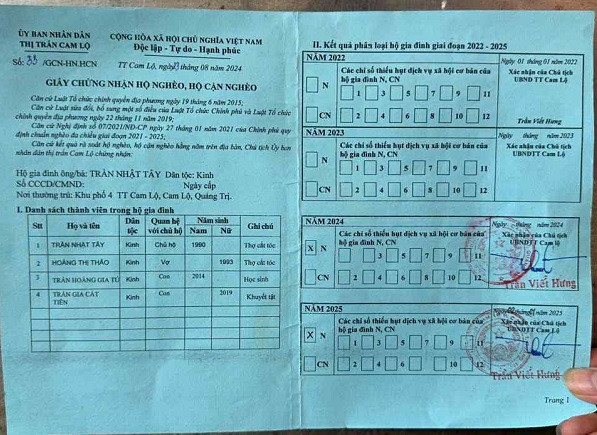 ỦY BAN NHÂN DÂN
THỊ TRẤN CAM LỘ
Số: 33 /GCN-HN.HCN
CỘNG HÒA XÃ HỘI CHỦ NGHĨA VIỆT NAM
Độc lập - Tự do - Hạnh phúc
TT Cam Lộ, ngày 23 tháng 08 năm 2024
GIẤY CHỨNG NHẬN HỘ NGHÈO, HỘ CẬN NGHÈO
Căn cứ Luật Tổ chức chính quyền địa phương ngày 19 tháng 6 năm 2015;
Căn cứ Luật sửa đổi, bổ sung một số điều của Luật Tổ chức Chính phủ và Luật Tổ chức
chính quyền địa phương ngày 22 tháng 11 năm 2019;
Căn cứ Nghị định số 07/2021/NĐ-CP ngày 27 tháng 01 năm 2021 của Chính phủ quy
định chuẩn nghèo đa chiều giai đoạn 2021 - 2025;
Căn cứ kết quả rà soát hộ nghèo, hộ cận nghèo hằng năm trên địa bàn, Chủ tịch Ủy ban
nhân dân thị trấn Cam Lộ chứng nhận:
Hộ gia đình ông/bà: TRẦN NHẬT TÂY Dân tộc: Kinh
Số CCCD/CMND: Ngày cấp
Nơi thường trú: Khu phố 4 TT Cam Lộ, Cam Lộ, Quảng Trị.
1. Danh sách thành viên trong hộ gia đình
Stt Họ và tên Dân tộc Quan hệ với chủ hộ Năm sinh Nam Nữ Ghi chú
1 TRẦN NHẬT TÂY Kinh Chủ hộ 1990 Thợ cắt tóc
2 HOÀNG THỊ THẢO Kinh Vợ 1993 Thợ cắt tóc
3 TRẦN HOÀNG GIA TÚ Kinh Con 2014 Học sinh
4 TRẦN GIA CÁT TIÊN Kinh Con 2019 Khuyết tật
II. Kết quả phân loại hộ gia đình giai đoạn 2022 - 2025
NĂM 2022
N Các chỉ số thiếu hụt dịch vụ xã hội cơ bản của
hộ gia đình N, CN
1 3 5 7 9 11
CN 2 4 6 8 10 12
Ngày 01 tháng 01 năm 2022
Xác nhận của Chủ tịch
UBND TT Cam Lộ
Trần Viết Hưng
NĂM 2023
N Các chỉ số thiếu hụt dịch vụ xã hội cơ bản của
hộ gia đình N, CN
1 3 5 7 9 11
CN 2 4 6 8 10 12
Ngày tháng năm 2023
Xác nhận của Chủ tịch
UBNDTT Cam Lộ
NĂM 2024
X N Các chỉ số thiếu hụt dịch vụ xã hội cơ bản của
hộ gia đình N, CN
1 3 5 7 9 11
CN 2 4 6 8 10 12
Ngày tháng năm 2024
Xác nhận của Chủ tịch
UBNDTT Cam lộ
Trần Viết Hưng
NĂM 2025
X N Các chỉ số thiếu hụt dịch vụ xã hội cơ bản của
hộ gia đình N, CN
1 3 5 7 9 11
CN 2 4 6 8 10 12
năm 2025
Xác nhận của Chủ tịch
UBNDTT Cam Lộ
Trần Viết Hưng
Trang 1